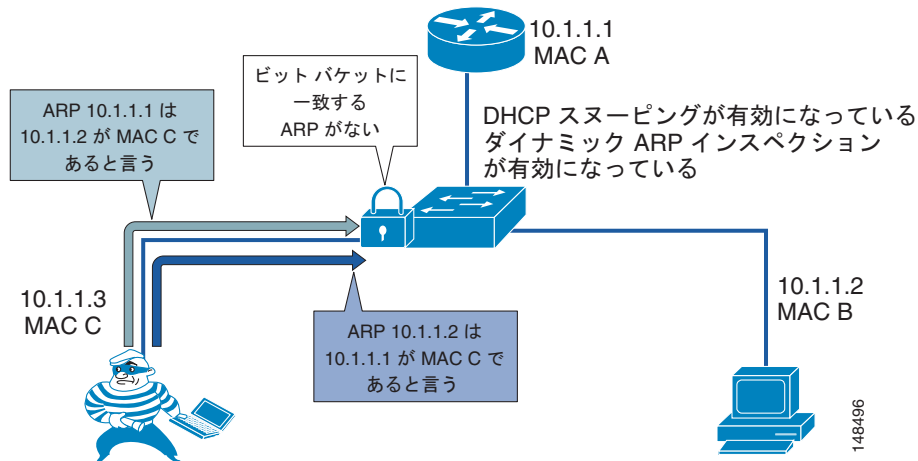 10.1.1.1
MAC A
ビット バケットに
一致する
ARP がない
ARP 10.1.1.1 は
10.1.1.2 が MAC C で
あると言う
DHCP スヌーピングが有効になっている
ダイナミック ARP インスペクション
が有効になっている
10.1.1.3
MAC C
ARP 10.1.1.2 は
10.1.1.1 が MAC C で
あると言う
10.1.1.2
MAC B
148496